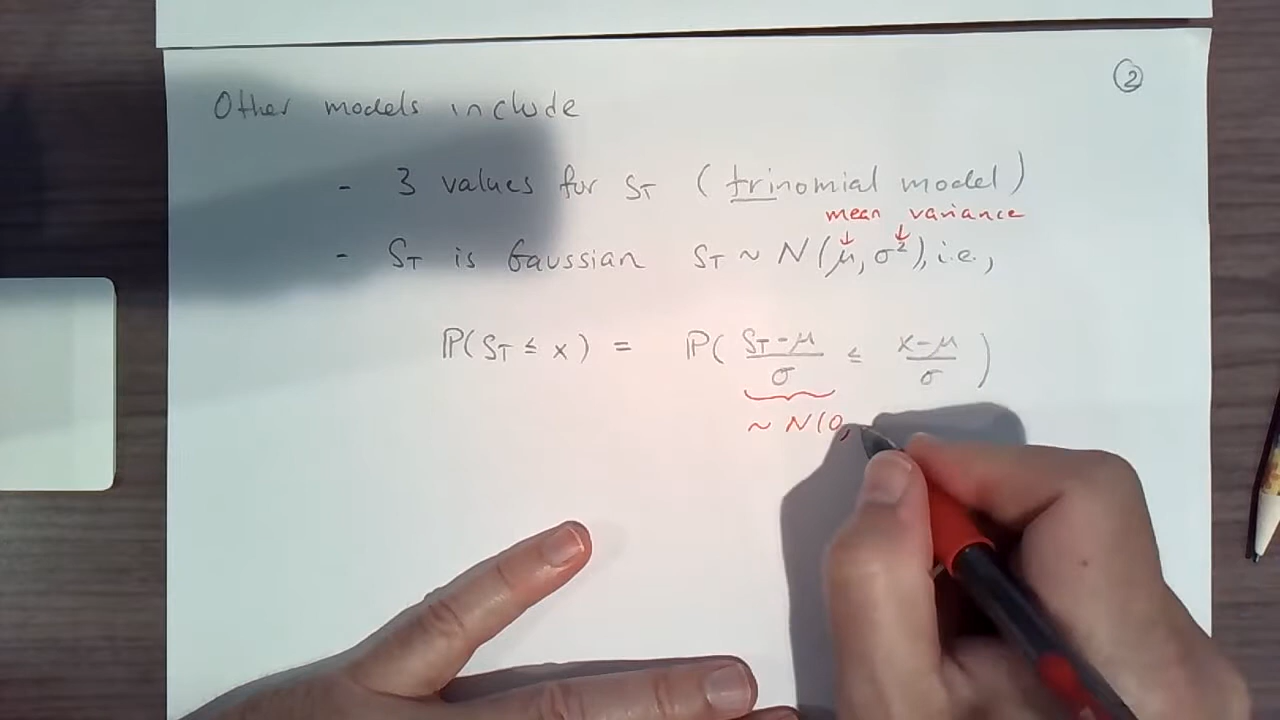 ②
Other models include
- 3 values for S_T (trinomial model)
mean variance
↓ ↓
- S_T is Gaussian S_T ~ N(μ, σ²), i.e.,
ℙ(S_T ≤ x) = ℙ( (S_T - μ)/σ ≤ (x - μ)/σ )
~ N(0,